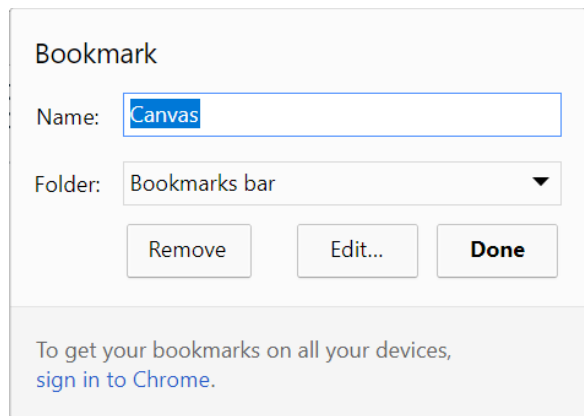 Bookmark
Name: Canvas
Folder: Bookmarks bar
Remove Edit... Done
To get your bookmarks on all your devices,
sign in to Chrome.